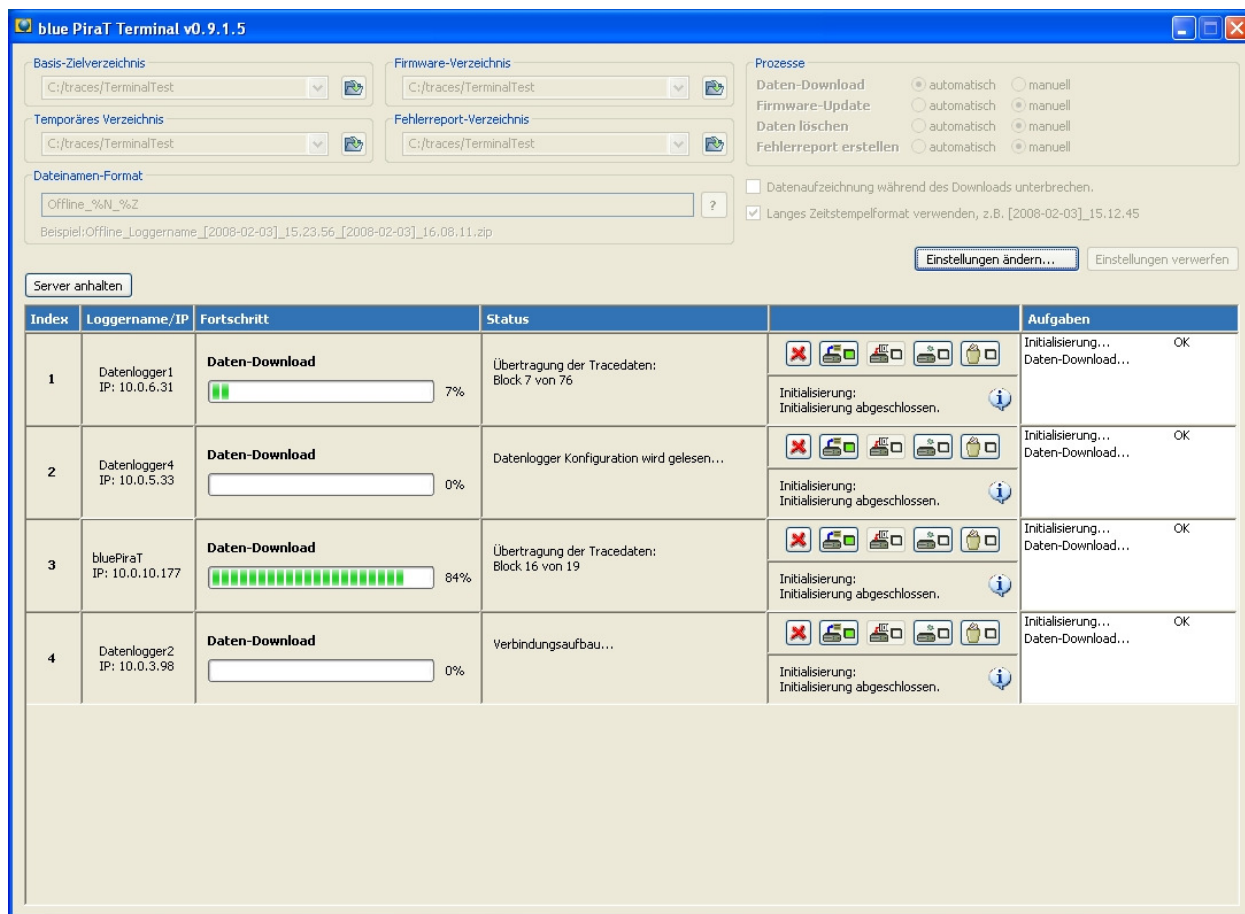 blue PiraT Terminal v0.9.1.5
Basis-Zielverzeichnis
C:/traces/TerminalTest
Firmware-Verzeichnis
C:/traces/TerminalTest
Temporäres Verzeichnis
C:/traces/TerminalTest
Fehlerreport-Verzeichnis
C:/traces/TerminalTest
Dateinamen-Format
Offline_%N_%Z
?
Beispiel:Offline_Loggername_[2008-02-03]_15.23.56_[2008-02-03]_16.08.11.zip
Prozesse
Daten-Download automatisch manuell
Firmware-Update automatisch manuell
Daten löschen automatisch manuell
Fehlerreport erstellen automatisch manuell
Datenaufzeichnung während des Downloads unterbrechen.
Langes Zeitstempelformat verwenden, z.B. [2008-02-03]_15.12.45
Einstellungen ändern... Einstellungen verwerfen
Server anhalten
Index Loggername/IP Fortschritt Status Aufgaben
1
Datenlogger1
IP: 10.0.6.31
Daten-Download
7%
Übertragung der Tracedaten:
Block 7 von 76
Initialisierung:
Initialisierung abgeschlossen.
Initialisierung... OK
Daten-Download...
2
Datenlogger4
IP: 10.0.5.33
Daten-Download
0%
Datenlogger Konfiguration wird gelesen...
Initialisierung:
Initialisierung abgeschlossen.
Initialisierung... OK
Daten-Download...
3
bluePiraT
IP: 10.0.10.177
Daten-Download
84%
Übertragung der Tracedaten:
Block 16 von 19
Initialisierung:
Initialisierung abgeschlossen.
Initialisierung... OK
Daten-Download...
4
Datenlogger2
IP: 10.0.3.98
Daten-Download
0%
Verbindungsaufbau...
Initialisierung:
Initialisierung abgeschlossen.
Initialisierung... OK
Daten-Download...